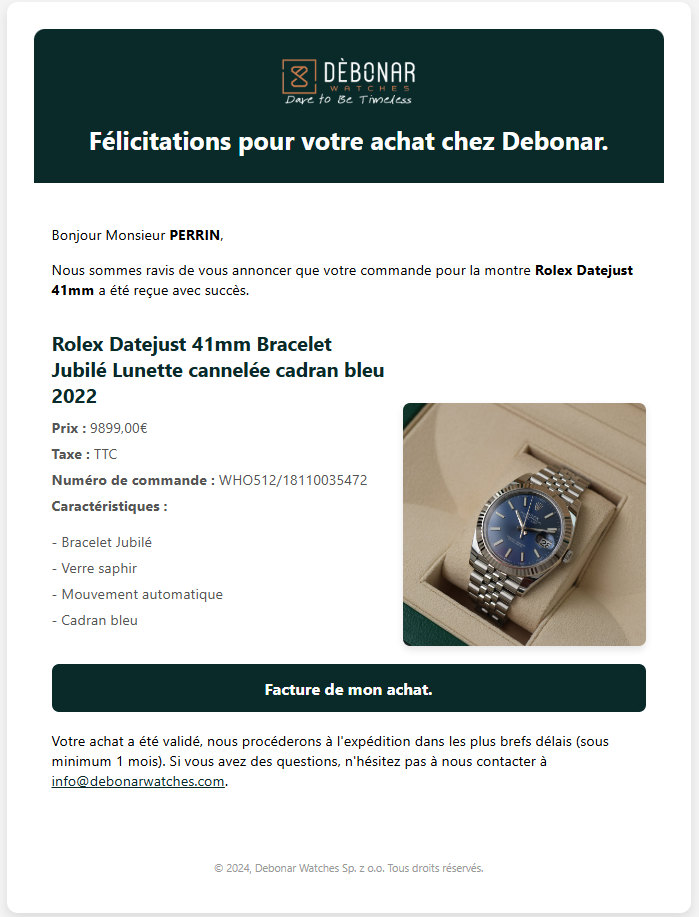 DÈBONAR
WATCHES
Dare to Be Timeless
Félicitations pour votre achat chez Debonar.
Bonjour Monsieur PERRIN,
Nous sommes ravis de vous annoncer que votre commande pour la montre Rolex Datejust
41mm a été reçue avec succès.
Rolex Datejust 41mm Bracelet
Jubilé Lunette cannelée cadran bleu
2022
Prix : 9899,00€
Taxe : TTC
Numéro de commande : WHO512/18110035472
Caractéristiques :
- Bracelet Jubilé
- Verre saphir
- Mouvement automatique
- Cadran bleu
Facture de mon achat.
Votre achat a été validé, nous procéderons à l'expédition dans les plus brefs délais (sous
minimum 1 mois). Si vous avez des questions, n'hésitez pas à nous contacter à
info@debonarwatches.com.
© 2024, Debonar Watches Sp. z o.o. Tous droits réservés.